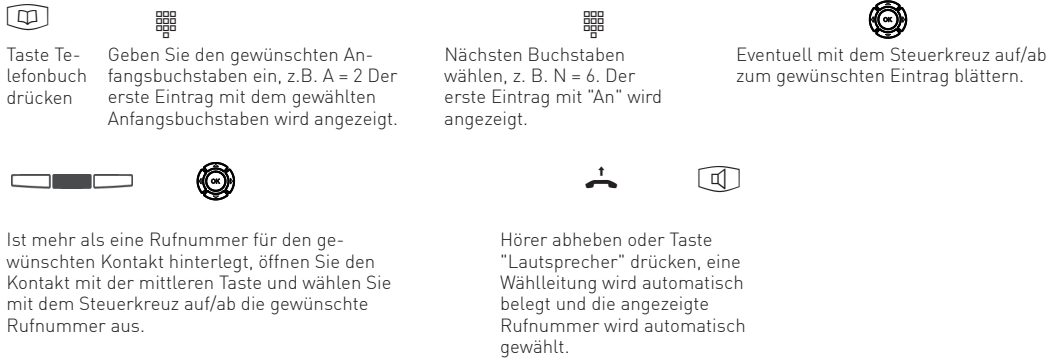 Taste Te-
lefonbuch
drücken
Geben Sie den gewünschten An-
fangsbuchstaben ein, z.B. A = 2 Der
erste Eintrag mit dem gewählten
Anfangsbuchstaben wird angezeigt.
Nächsten Buchstaben
wählen, z. B. N = 6. Der
erste Eintrag mit "An" wird
angezeigt.
OK
Eventuell mit dem Steuerkreuz auf/ab
zum gewünschten Eintrag blättern.
OK
Ist mehr als eine Rufnummer für den ge-
wünschten Kontakt hinterlegt, öffnen Sie den
Kontakt mit der mittleren Taste und wählen Sie
mit dem Steuerkreuz auf/ab die gewünschte
Rufnummer aus.
Hörer abheben oder Taste
"Lautsprecher" drücken, eine
Wählleitung wird automatisch
belegt und die angezeigte
Rufnummer wird automatisch
gewählt.